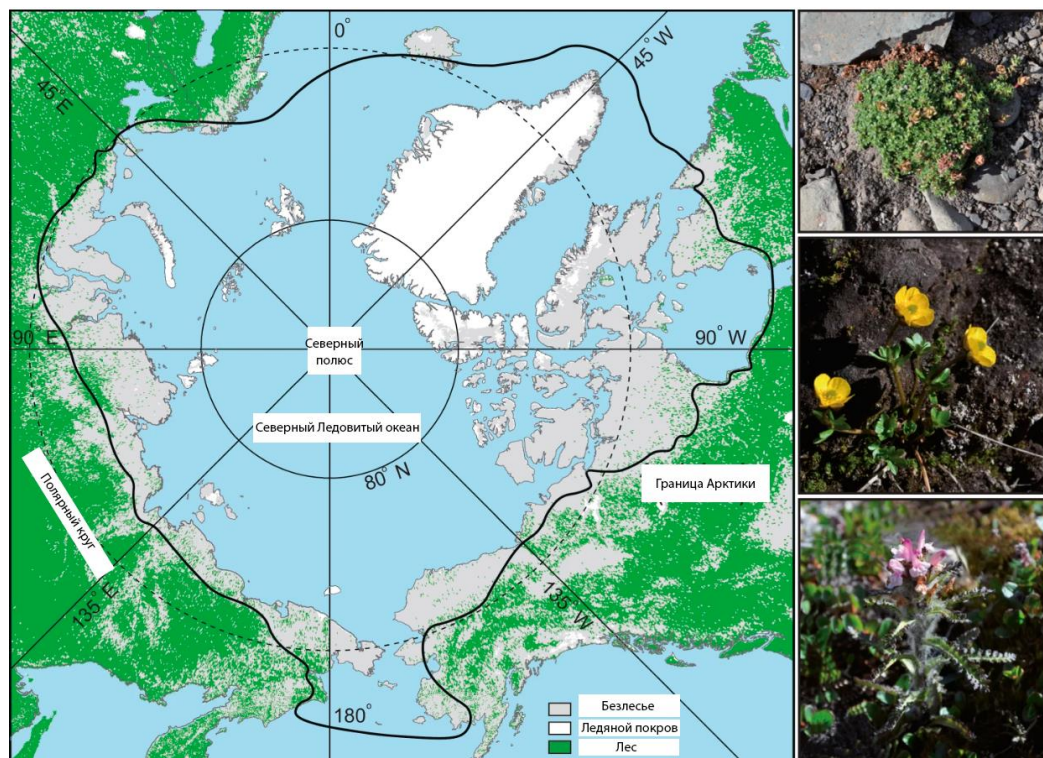 0°
45°E
45°W
90 E
Северный
полюс
90° W
Северный Ледовитый океан
80° N
Граница Арктики
Полярный круг
135° E
135° W
180°
Безлесье
Ледяной покров
Лес